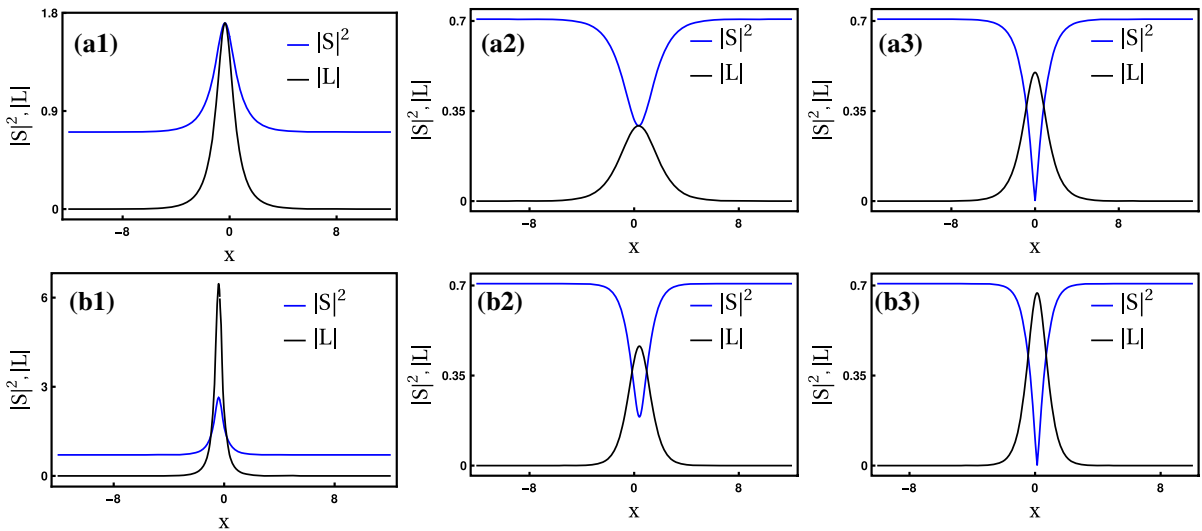 1.8
(a1)
|S|²
|L|
0.9
0
|S|², |L|
−8
0
8
x
0.7
(a2)
|S|²
|L|
0.35
0
|S|², |L|
−8
0
8
x
0.7
(a3)
|S|²
|L|
0.35
0
|S|², |L|
−8
0
8
x
6
(b1)
|S|²
|L|
3
0
|S|², |L|
−8
0
8
x
0.7
(b2)
|S|²
|L|
0.35
0
|S|², |L|
−8
0
8
x
0.7
(b3)
|S|²
|L|
0.35
0
|S|², |L|
−8
0
8
x